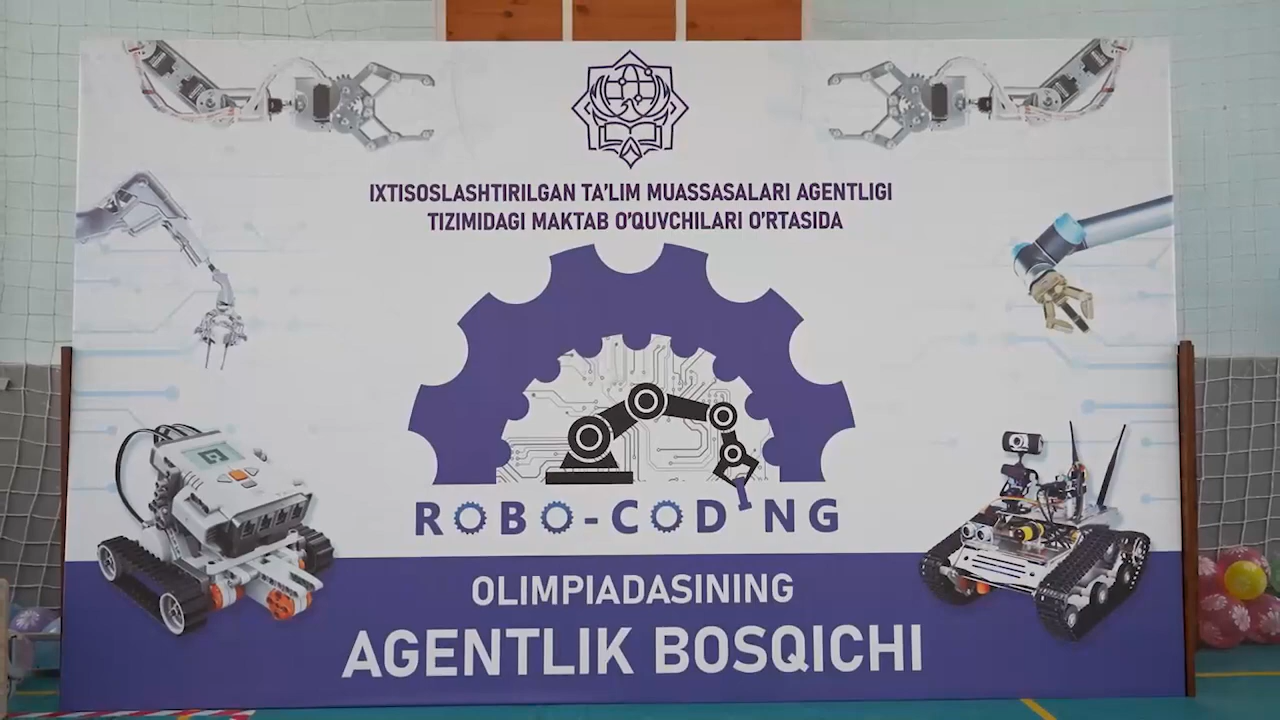 IXTISOSLASHTIRILGAN TA'LIM MUASSASALARI AGENTLIGI
TIZIMIDAGI MAKTAB O'QUVCHILARI O'RTASIDA
ROBO-CODING
OLIMPIADASINING
AGENTLIK BOSQICHI